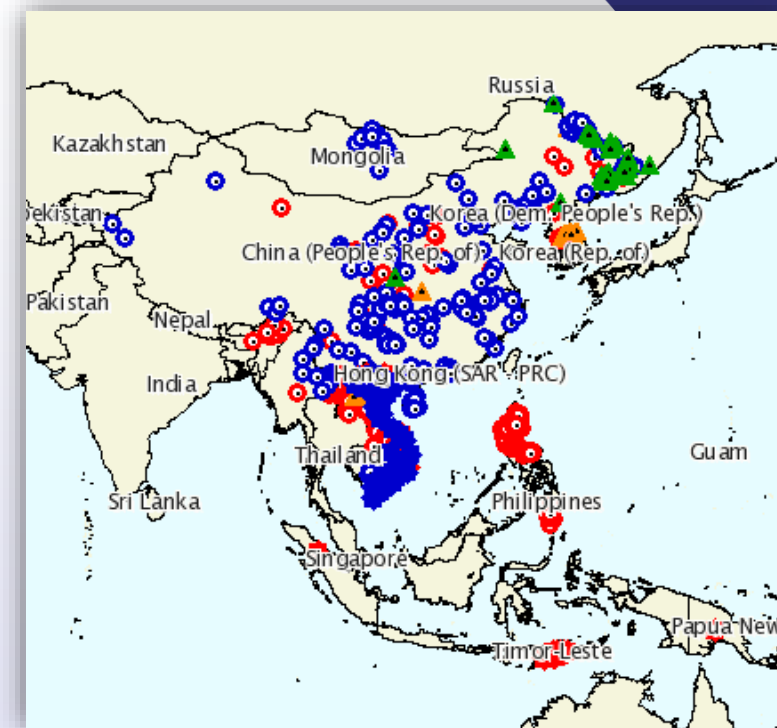 Russia
Kazakhstan
Mongolia
bekistan
Korea (Dem. People's Rep.)
China (People's Rep. of)
Korea (Rep. of)
Pakistan
Nepal
India
Hong Kong (SAR - PRC)
Thailand
Guam
Sri Lanka
Philippines
Singapore
Papua New
Timor-Leste